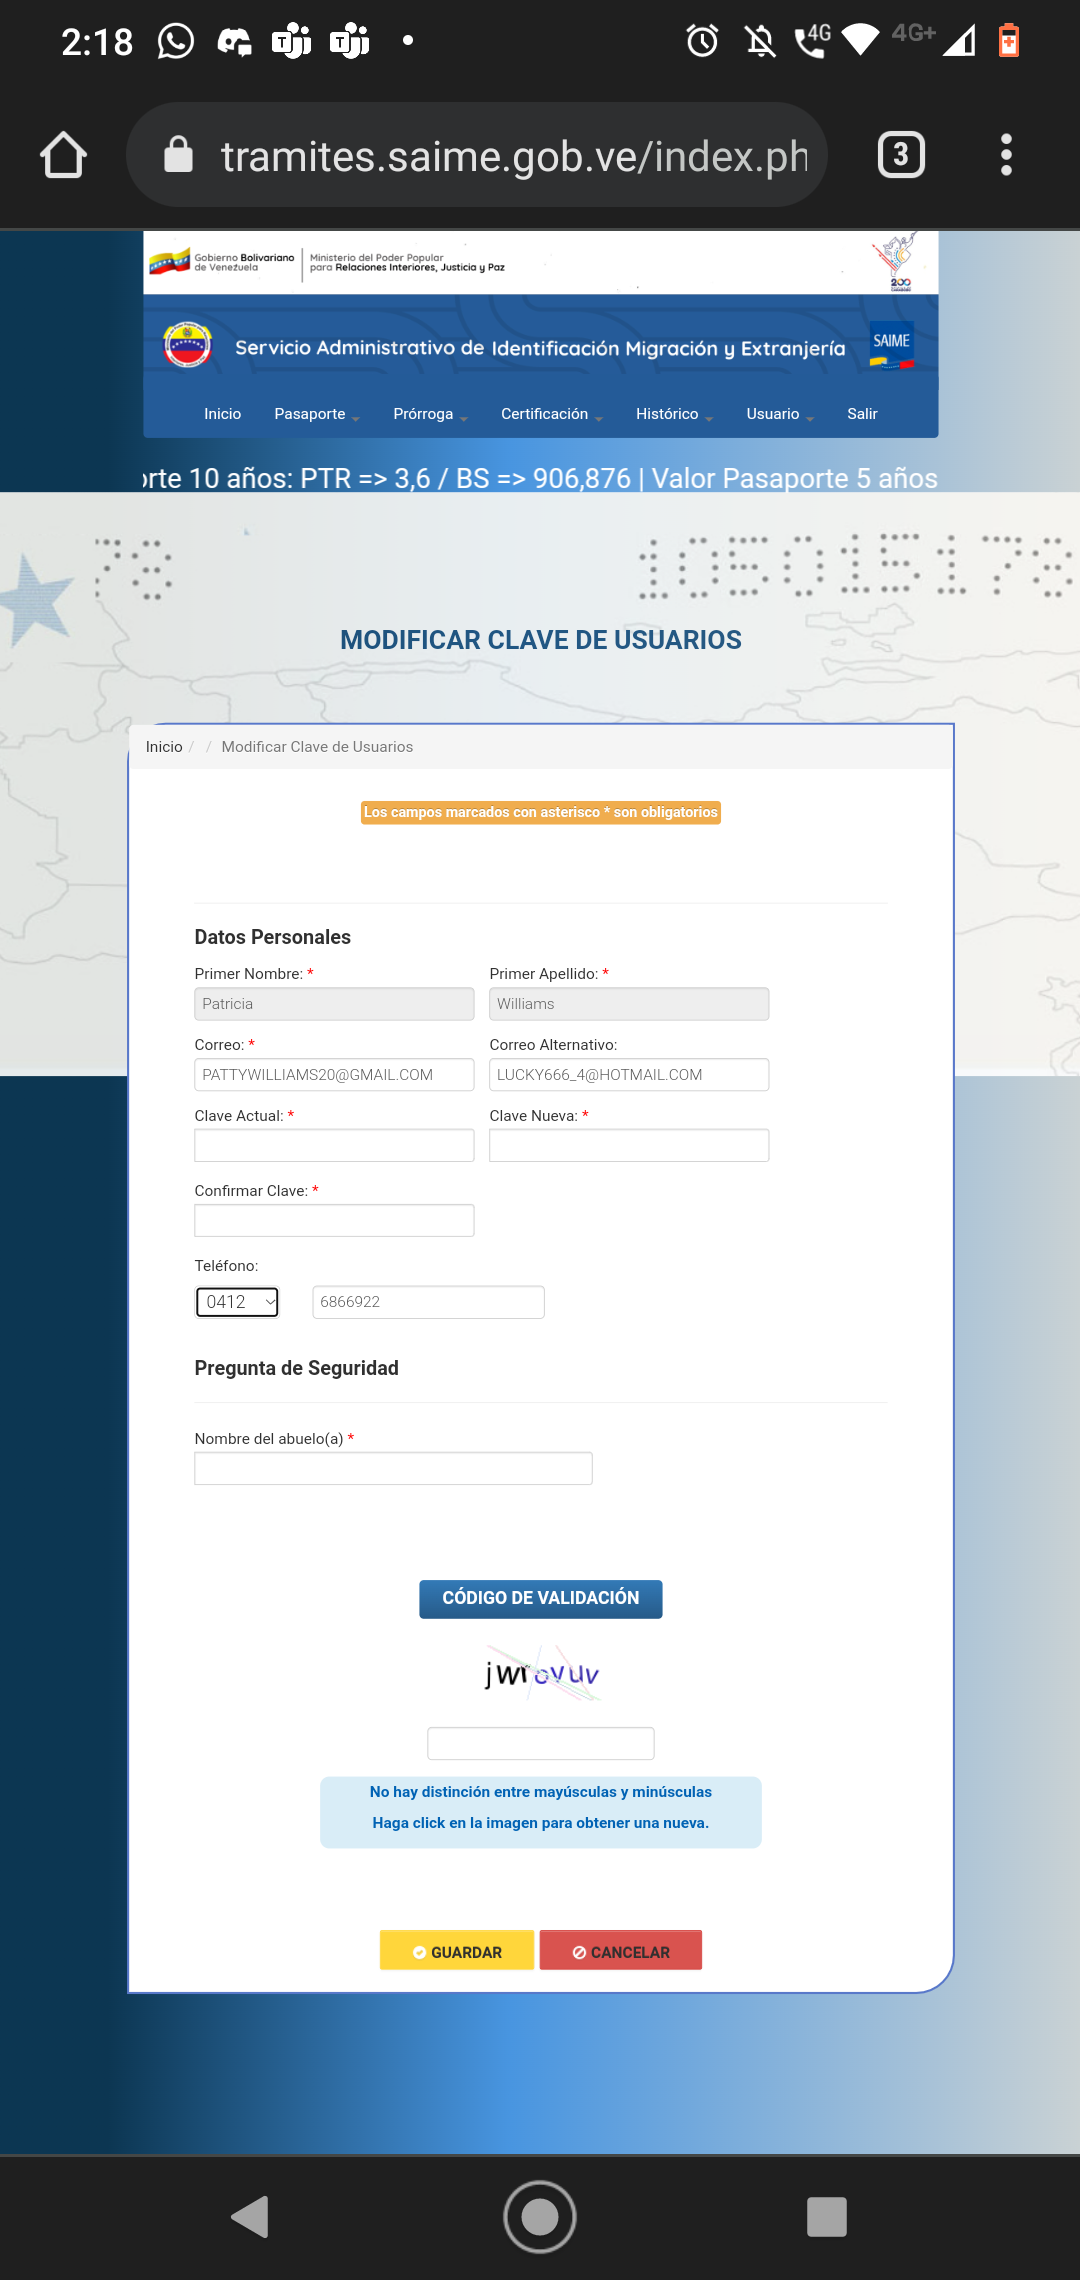 2:18
4G
4G+
tramites.saime.gob.ve/index.ph
3
Gobierno Bolivariano
de Venezuela
Ministerio del Poder Popular
para Relaciones Interiores, Justicia y Paz
200
Servicio Administrativo de Identificación Migración y Extranjería
SAIME
Inicio Pasaporte Prórroga Certificación Histórico Usuario Salir
orte 10 años: PTR => 3,6 / BS => 906,876 | Valor Pasaporte 5 años
78
105015178
MODIFICAR CLAVE DE USUARIOS
Inicio / / Modificar Clave de Usuarios
Los campos marcados con asterisco * son obligatorios
Datos Personales
Primer Nombre: * Primer Apellido: *
Patricia Williams
Correo: * Correo Alternativo:
PATTYWILLIAMS20@GMAIL.COM LUCKY666_4@HOTMAIL.COM
Clave Actual: * Clave Nueva: *
Confirmar Clave: *
Teléfono:
0412 6866922
Pregunta de Seguridad
Nombre del abuelo(a) *
CÓDIGO DE VALIDACIÓN
No hay distinción entre mayúsculas y minúsculas
Haga click en la imagen para obtener una nueva.
GUARDAR CANCELAR